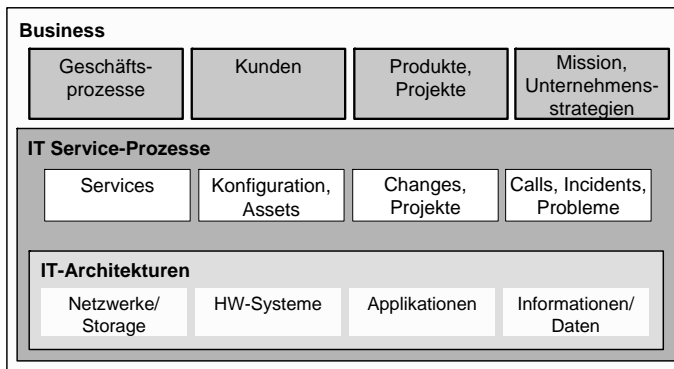 Business
Geschäfts-
prozesse
Kunden
Produkte,
Projekte
Mission,
Unternehmens-
strategien
IT Service-Prozesse
Services
Konfiguration,
Assets
Changes,
Projekte
Calls, Incidents,
Probleme
IT-Architekturen
Netzwerke/
Storage
HW-Systeme
Applikationen
Informationen/
Daten